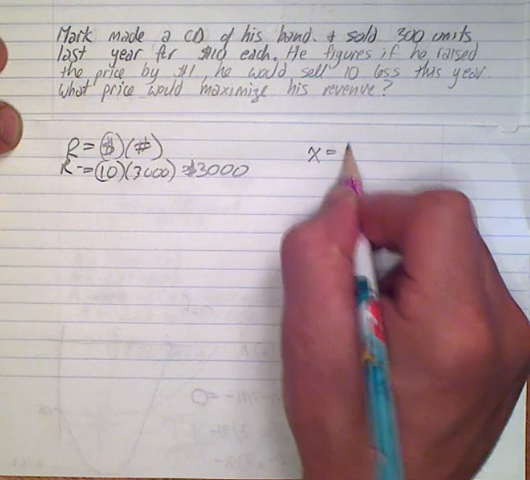 Mark made a CD of his band & sold 300 units
last year for $10 each. He figures if he raised
the price by $1, he would sell 10 less this year
What price would maximize his revenue?
R = ($)(#)
R = (10)(300) = $3000
x =